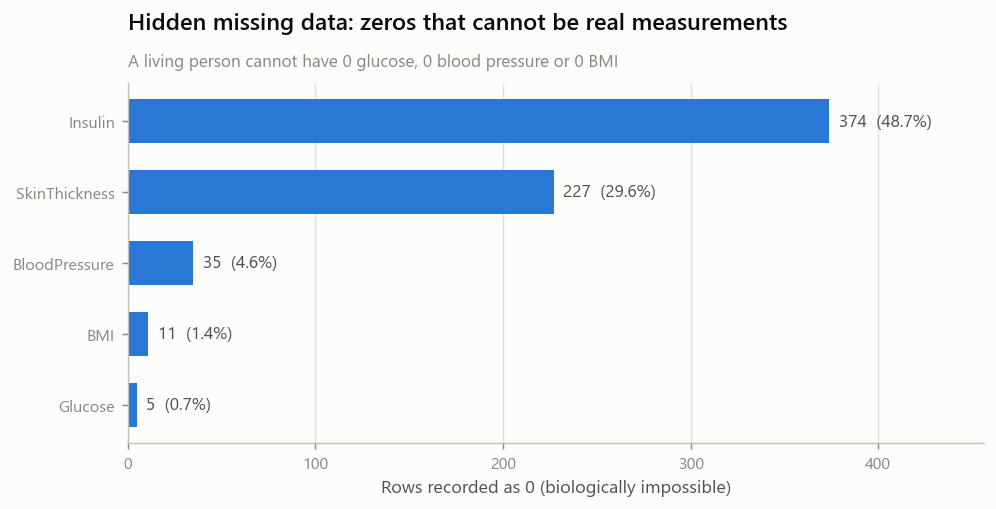 Hidden missing data: zeros that cannot be real measurements
A living person cannot have 0 glucose, 0 blood pressure or 0 BMI
Insulin 374 (48.7%)
SkinThickness 227 (29.6%)
BloodPressure 35 (4.6%)
BMI 11 (1.4%)
Glucose 5 (0.7%)
0 100 200 300 400
Rows recorded as 0 (biologically impossible)